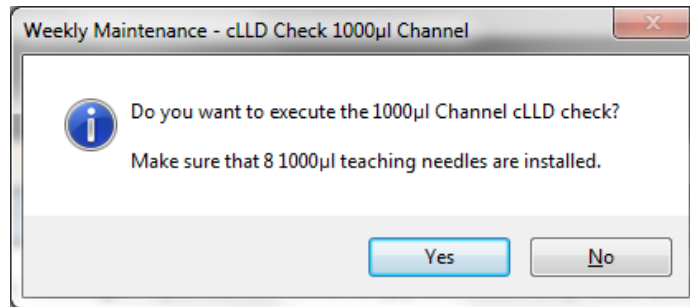 Weekly Maintenance - cLLD Check 1000µl Channel
Do you want to execute the 1000µl Channel cLLD check?
Make sure that 8 1000µl teaching needles are installed.
Yes
No